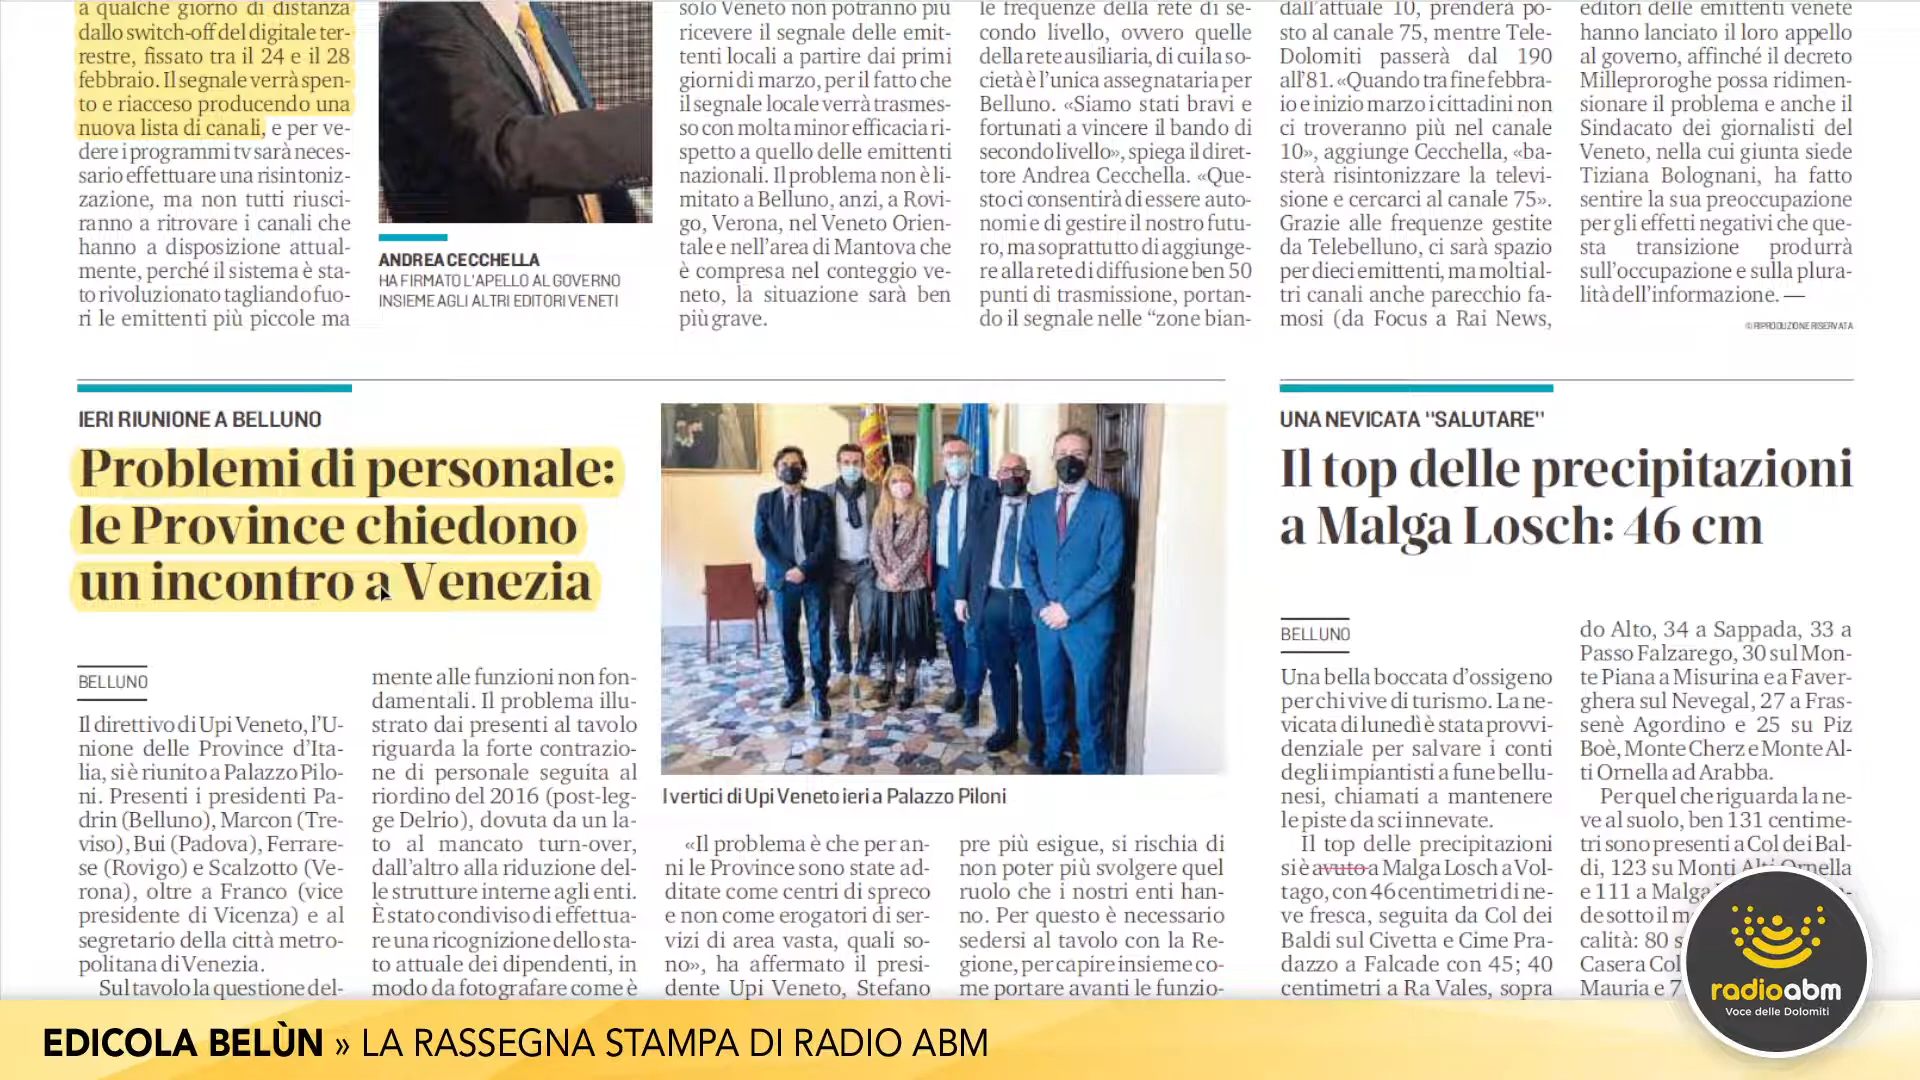 a qualche giorno di distanza
dallo switch-off del digitale ter-
restre, fissato tra il 24 e il 28
febbraio. Il segnale verrà spen-
to e riacceso producendo una
nuova lista di canali, e per ve-
dere i programmi tv sarà neces-
sario effettuare una risintoniz-
zazione, ma non tutti riusci-
ranno a ritrovare i canali che
hanno a disposizione attual-
mente, perché il sistema è sta-
to rivoluzionato tagliando fuo-
ri le emittenti più piccole ma
ANDREA CECCHELLA
HA FIRMATO L'APELLO AL GOVERNO
INSIEME AGLI ALTRI EDITORI VENETI
solo Veneto non potranno più
ricevere il segnale delle emit-
tenti locali a partire dai primi
giorni di marzo, per il fatto che
il segnale locale verrà trasmes-
so con molta minor efficacia ri-
spetto a quello delle emittenti
nazionali. Il problema non è li-
mitato a Belluno, anzi, a Rovi-
go, Verona, nel Veneto Orien-
tale e nell'area di Mantova che
è compresa nel conteggio ve-
neto, la situazione sarà ben
più grave.
le frequenze della rete di se-
condo livello, ovvero quelle
della rete ausiliaria, di cui la so-
cietà è l'unica assegnataria per
Belluno. «Siamo stati bravi e
fortunati a vincere il bando di
secondo livello», spiega il diret-
tore Andrea Cecchella. «Que-
sto ci consentirà di essere auto-
nomi e di gestire il nostro futu-
ro, ma soprattutto di aggiunge-
re alla rete di diffusione ben 50
punti di trasmissione, portan-
do il segnale nelle “zone bian-
dall'attuale 10, prenderà po-
sto al canale 75, mentre Tele-
Dolomiti passerà dal 190
all'81. «Quando tra fine febbra-
io e inizio marzo i cittadini non
ci troveranno più nel canale
10», aggiunge Cecchella, «ba-
sterà risintonizzare la televi-
sione e cercarci al canale 75».
Grazie alle frequenze gestite
da Telebelluno, ci sarà spazio
per dieci emittenti, ma molti al-
tri canali anche parecchio fa-
mosi (da Focus a Rai News,
editori delle emittenti venete
hanno lanciato il loro appello
al governo, affinché il decreto
Milleproroghe possa ridimen-
sionare il problema e anche il
Sindacato dei giornalisti del
Veneto, nella cui giunta siede
Tiziana Bolognani, ha fatto
sentire la sua preoccupazione
per gli effetti negativi che que-
sta transizione produrrà
sull'occupazione e sulla plura-
lità dell'informazione. —
© RIPRODUZIONE RISERVATA
IERI RIUNIONE A BELLUNO
Problemi di personale:
le Province chiedono
un incontro a Venezia
BELLUNO
Il direttivo di Upi Veneto, l'U-
nione delle Province d'Ita-
lia, si è riunito a Palazzo Pilo-
ni. Presenti i presidenti Pa-
drin (Belluno), Marcon (Tre-
viso), Bui (Padova), Ferrare-
se (Rovigo) e Scalzotto (Ve-
rona), oltre a Franco (vice
presidente di Vicenza) e al
segretario della città metro-
politana di Venezia.
Sul tavolo la questione del-
mente alle funzioni non fon-
damentali. Il problema illu-
strato dai presenti al tavolo
riguarda la forte contrazio-
ne di personale seguita al
riordino del 2016 (post-leg-
ge Delrio), dovuta da un la-
to al mancato turn-over,
dall'altro alla riduzione del-
le strutture interne agli enti.
È stato condiviso di effettua-
re una ricognizione dello sta-
to attuale dei dipendenti, in
modo da fotografare come è
I vertici di Upi Veneto ieri a Palazzo Piloni
«Il problema è che per an-
ni le Province sono state ad-
ditate come centri di spreco
e non come erogatori di ser-
vizi di area vasta, quali so-
no», ha affermato il presi-
dente Upi Veneto, Stefano
pre più esigue, si rischia di
non poter più svolgere quel
ruolo che i nostri enti han-
no. Per questo è necessario
sedersi al tavolo con la Re-
gione, per capire insieme co-
me portare avanti le funzio-
UNA NEVICATA "SALUTARE"
Il top delle precipitazioni
a Malga Losch: 46 cm
BELLUNO
Una bella boccata d'ossigeno
per chi vive di turismo. La ne-
vicata di lunedì è stata provvi-
denziale per salvare i conti
degli impiantisti a fune bellu-
nesi, chiamati a mantenere
le piste da sci innevate.
Il top delle precipitazioni
si è avuto a Malga Losch a Vol-
tago, con 46 centimetri di ne-
ve fresca, seguita da Col dei
Baldi sul Civetta e Cime Pra-
dazzo a Falcade con 45; 40
centimetri a Ra Vales, sopra
do Alto, 34 a Sappada, 33 a
Passo Falzarego, 30 sul Mon-
te Piana a Misurina e a Faver-
ghera sul Nevegal, 27 a Fras-
senè Agordino e 25 su Piz
Boè, Monte Cherz e Monte Al-
ti Ornella ad Arabba.
Per quel che riguarda la ne-
ve al suolo, ben 131 centime-
tri sono presenti a Col dei Bal-
di, 123 su Monti Alti Ornella
e 111 a Malga
de sotto il m
calità: 80
Casera Col
Mauria e 7
radioabm
Voce delle Dolomiti
EDICOLA BELÙN » LA RASSEGNA STAMPA DI RADIO ABM